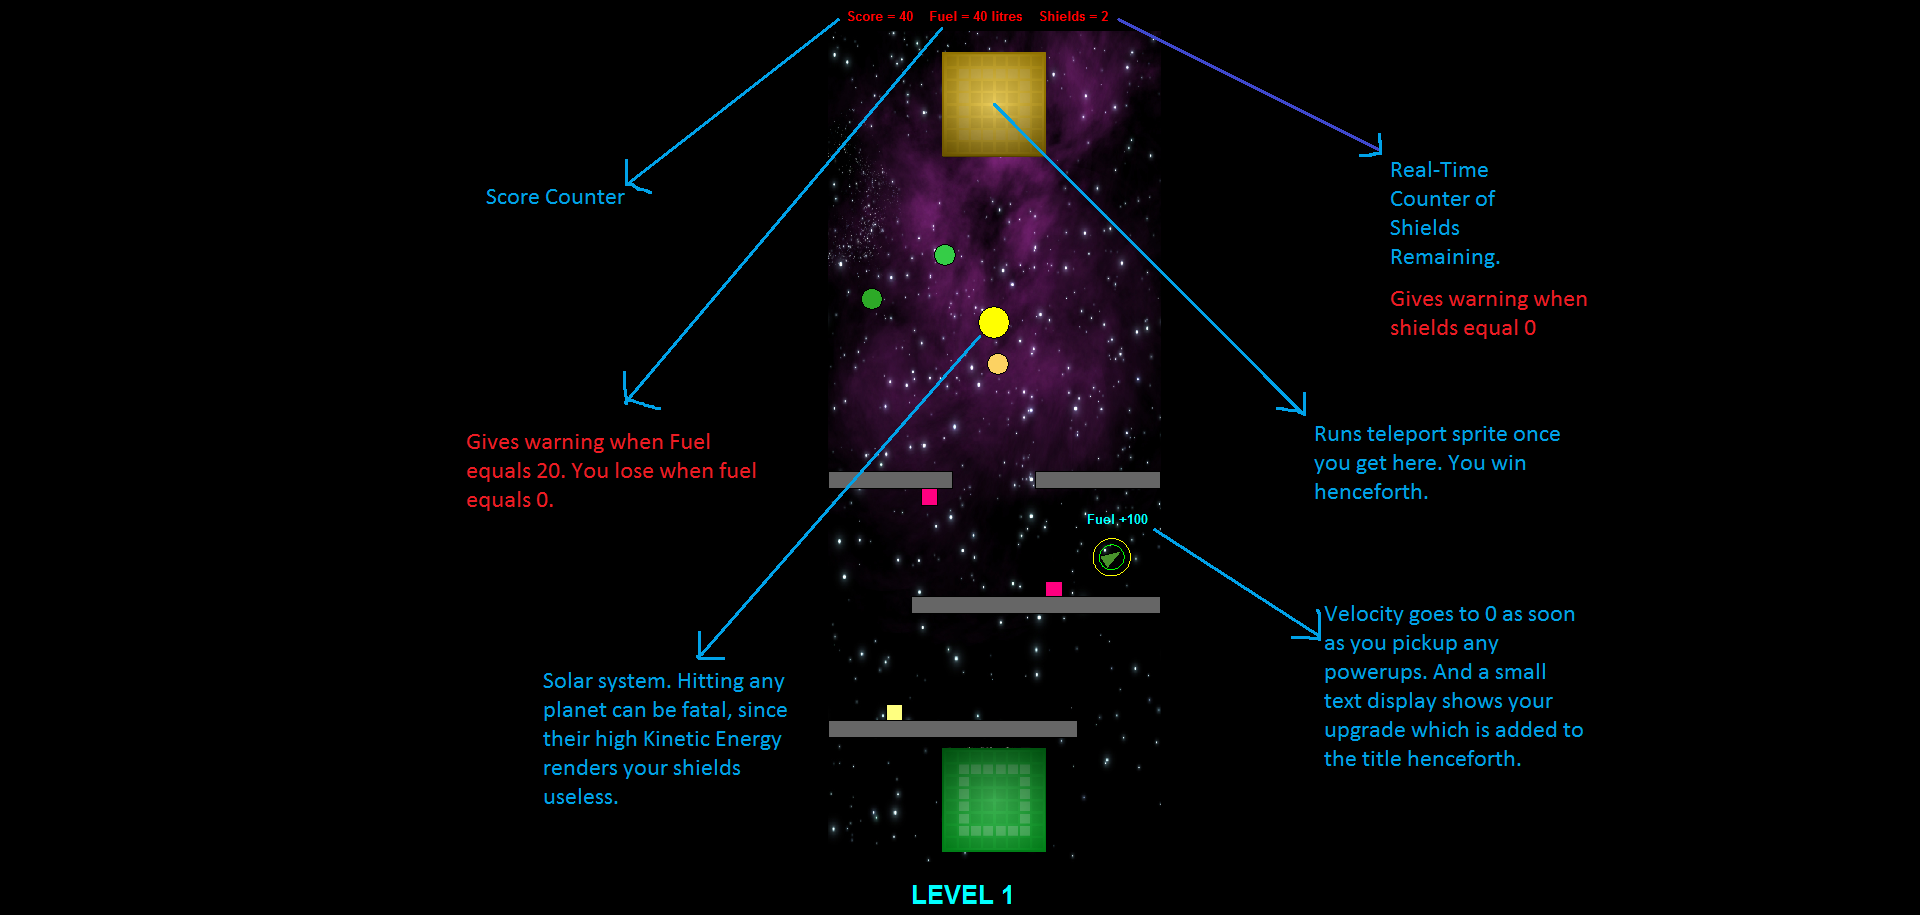 Score = 40 Fuel = 40 litres Shields = 2
Score Counter
Real-Time
Counter of
Shields
Remaining.
Gives warning when
shields equal 0
Gives warning when Fuel
equals 20. You lose when fuel
equals 0.
Runs teleport sprite once
you get here. You win
henceforth.
Fuel +100
Velocity goes to 0 as soon
as you pickup any
powerups. And a small
text display shows your
upgrade which is added to
the title henceforth.
Solar system. Hitting any
planet can be fatal, since
their high Kinetic Energy
renders your shields
useless.
LEVEL 1